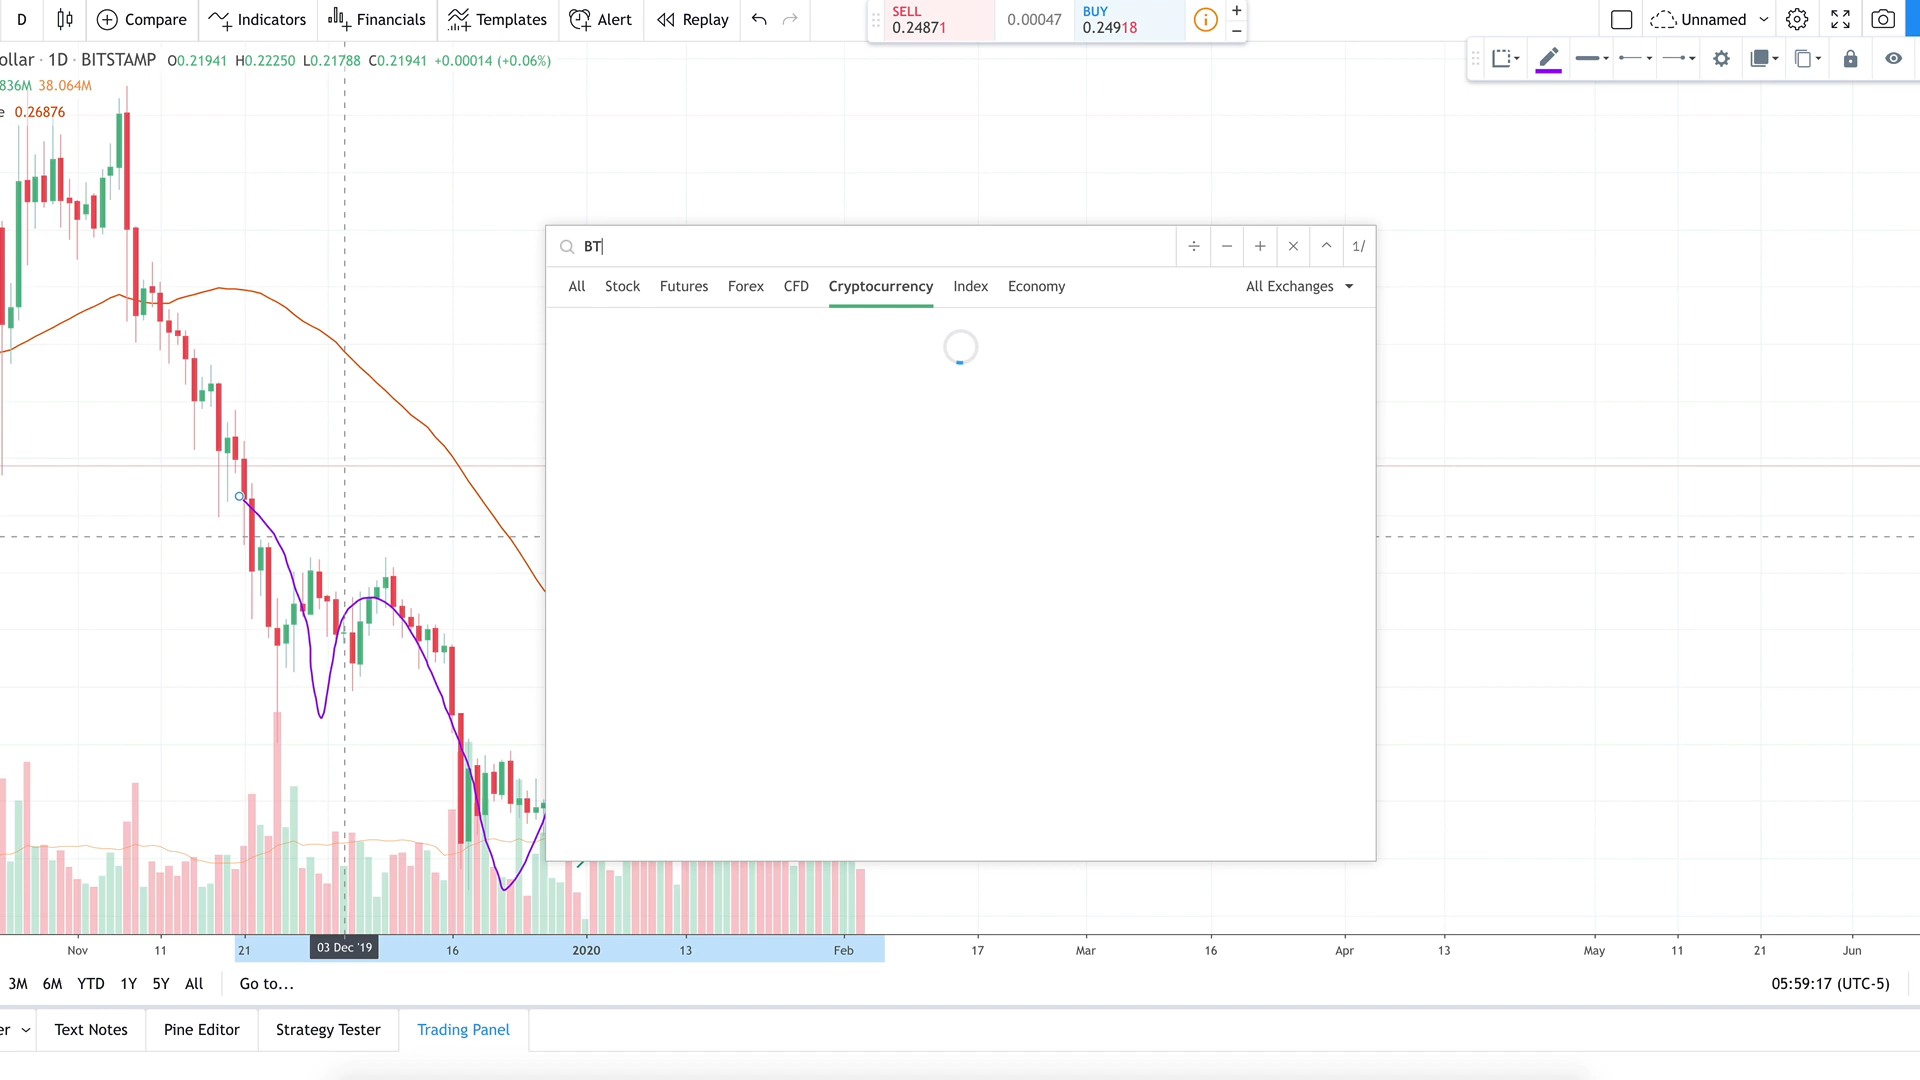 D Compare Indicators Financials Templates Alert Replay SELL 0.24871 0.00047 BUY 0.24918 + − Unnamed
ollar · 1D · BITSTAMP O0.21941 H0.22250 L0.21788 C0.21941 +0.00014 (+0.06%)
836M 38.064M
e 0.26876
BT ÷ − + × ^ 1/
All Stock Futures Forex CFD Cryptocurrency Index Economy All Exchanges
Nov 11 21 03 Dec '19 16 2020 13 Feb 17 Mar 16 Apr 13 May 11 21 Jun
3M 6M YTD 1Y 5Y All Go to... 05:59:17 (UTC-5)
er Text Notes Pine Editor Strategy Tester Trading Panel